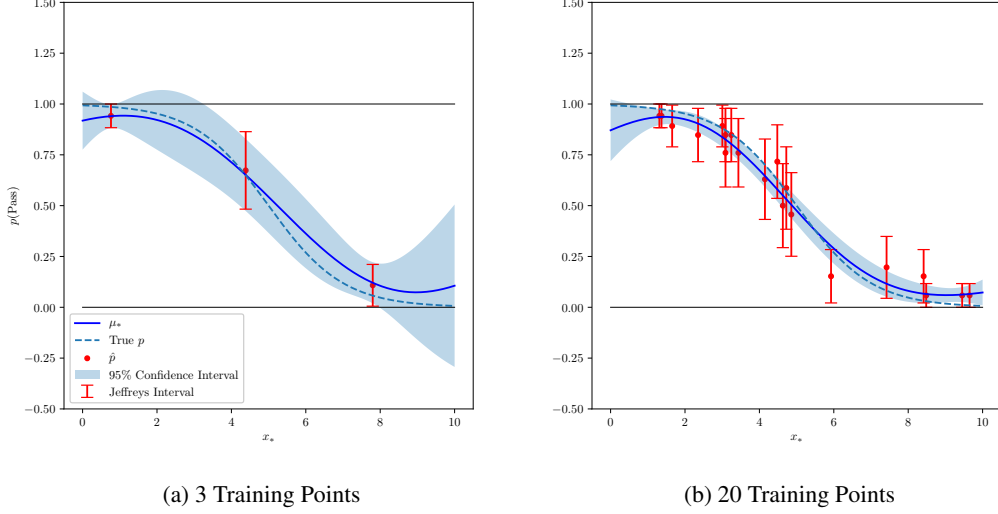 1.50
1.25
1.00
0.75
0.50
0.25
0.00
−0.25
−0.50
p(Pass)
0 2 4 6 8 10
x*
μ*
True p
p̂
95% Confidence Interval
Jeffreys Interval
(a) 3 Training Points
1.50
1.25
1.00
0.75
0.50
0.25
0.00
−0.25
−0.50
0 2 4 6 8 10
x*
(b) 20 Training Points